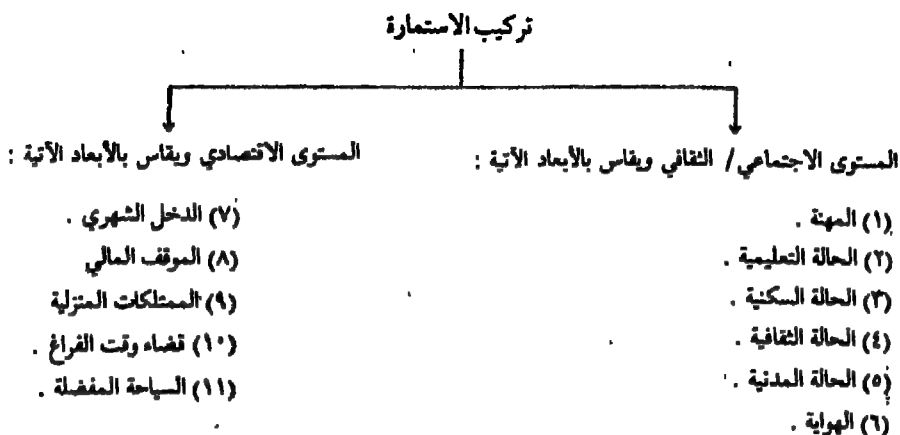 تركيب الاستمارة
المستوى الاجتماعي / الثقافي ويقاس بالأبعاد الآتية :
(١) المهنة .
(٢) الحالة التعليمية .
(٣) الحالة السكنية .
(٤) الحالة الثقافية .
(٥) الحالة المدنية .
(٦) الهواية .
المستوى الاقتصادي ويقاس بالأبعاد الآتية :
(٧) الدخل الشهري .
(٨) الموقف المالي
(٩) الممتلكات المنزلية
(١٠) قضاء وقت الفراغ .
(١١) السياحة المفضلة .